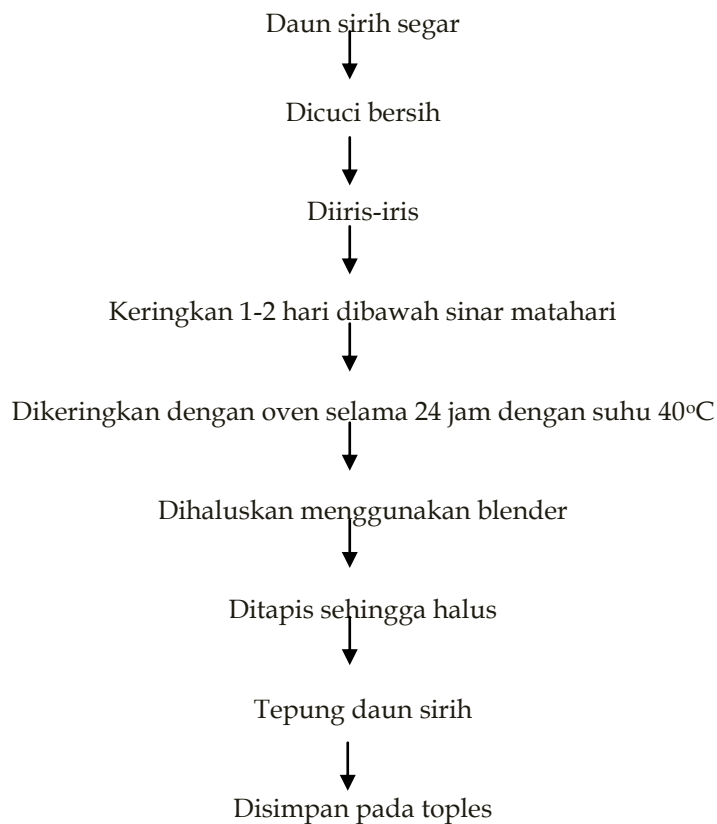 Daun sirih segar
Dicuci bersih
Diiris-iris
Keringkan 1-2 hari dibawah sinar matahari
Dikeringkan dengan oven selama 24 jam dengan suhu 40°C
Dihaluskan menggunakan blender
Ditapis sehingga halus
Tepung daun sirih
Disimpan pada toples